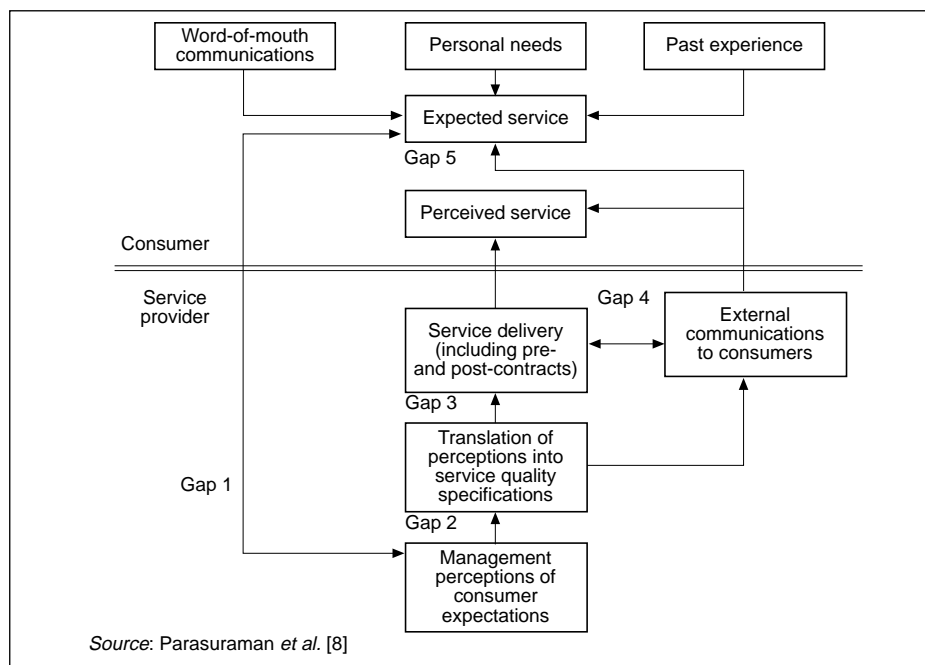 Word-of-mouth
communications
Personal needs
Past experience
Expected service
Gap 5
Perceived service
Consumer
Service
provider
Gap 4
Service delivery
(including pre-
and post-contracts)
External
communications
to consumers
Gap 3
Translation of
perceptions into
service quality
specifications
Gap 1
Gap 2
Management
perceptions of
consumer
expectations
Source: Parasuraman et al. [8]